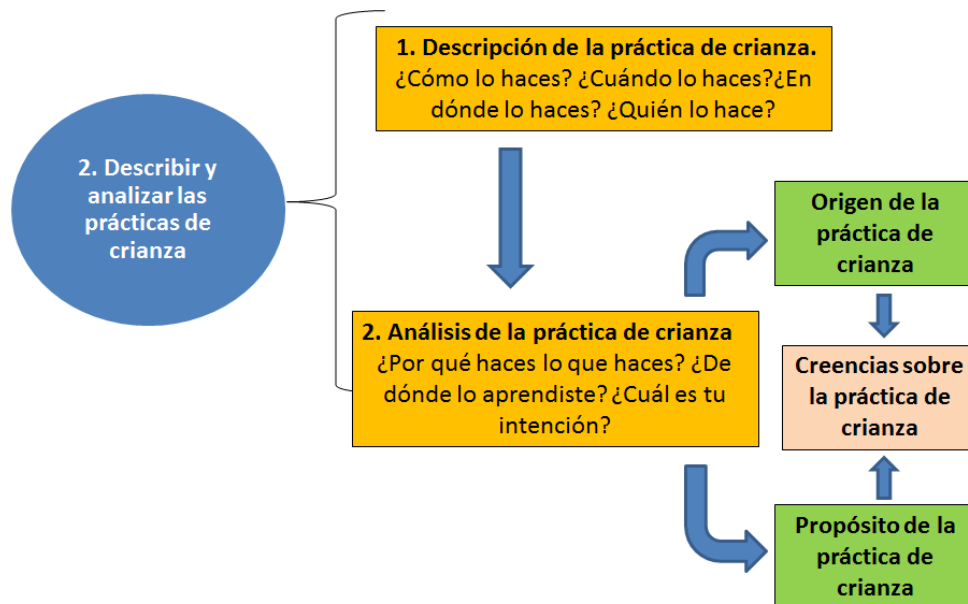 2. Describir y
analizar las
prácticas de
crianza
1. Descripción de la práctica de crianza.
¿Cómo lo haces? ¿Cuándo lo haces?¿En
dónde lo haces? ¿Quién lo hace?
2. Análisis de la práctica de crianza
¿Por qué haces lo que haces? ¿De
dónde lo aprendiste? ¿Cuál es tu
intención?
Origen de la
práctica de
crianza
Creencias sobre
la práctica de
crianza
Propósito de la
práctica de
crianza